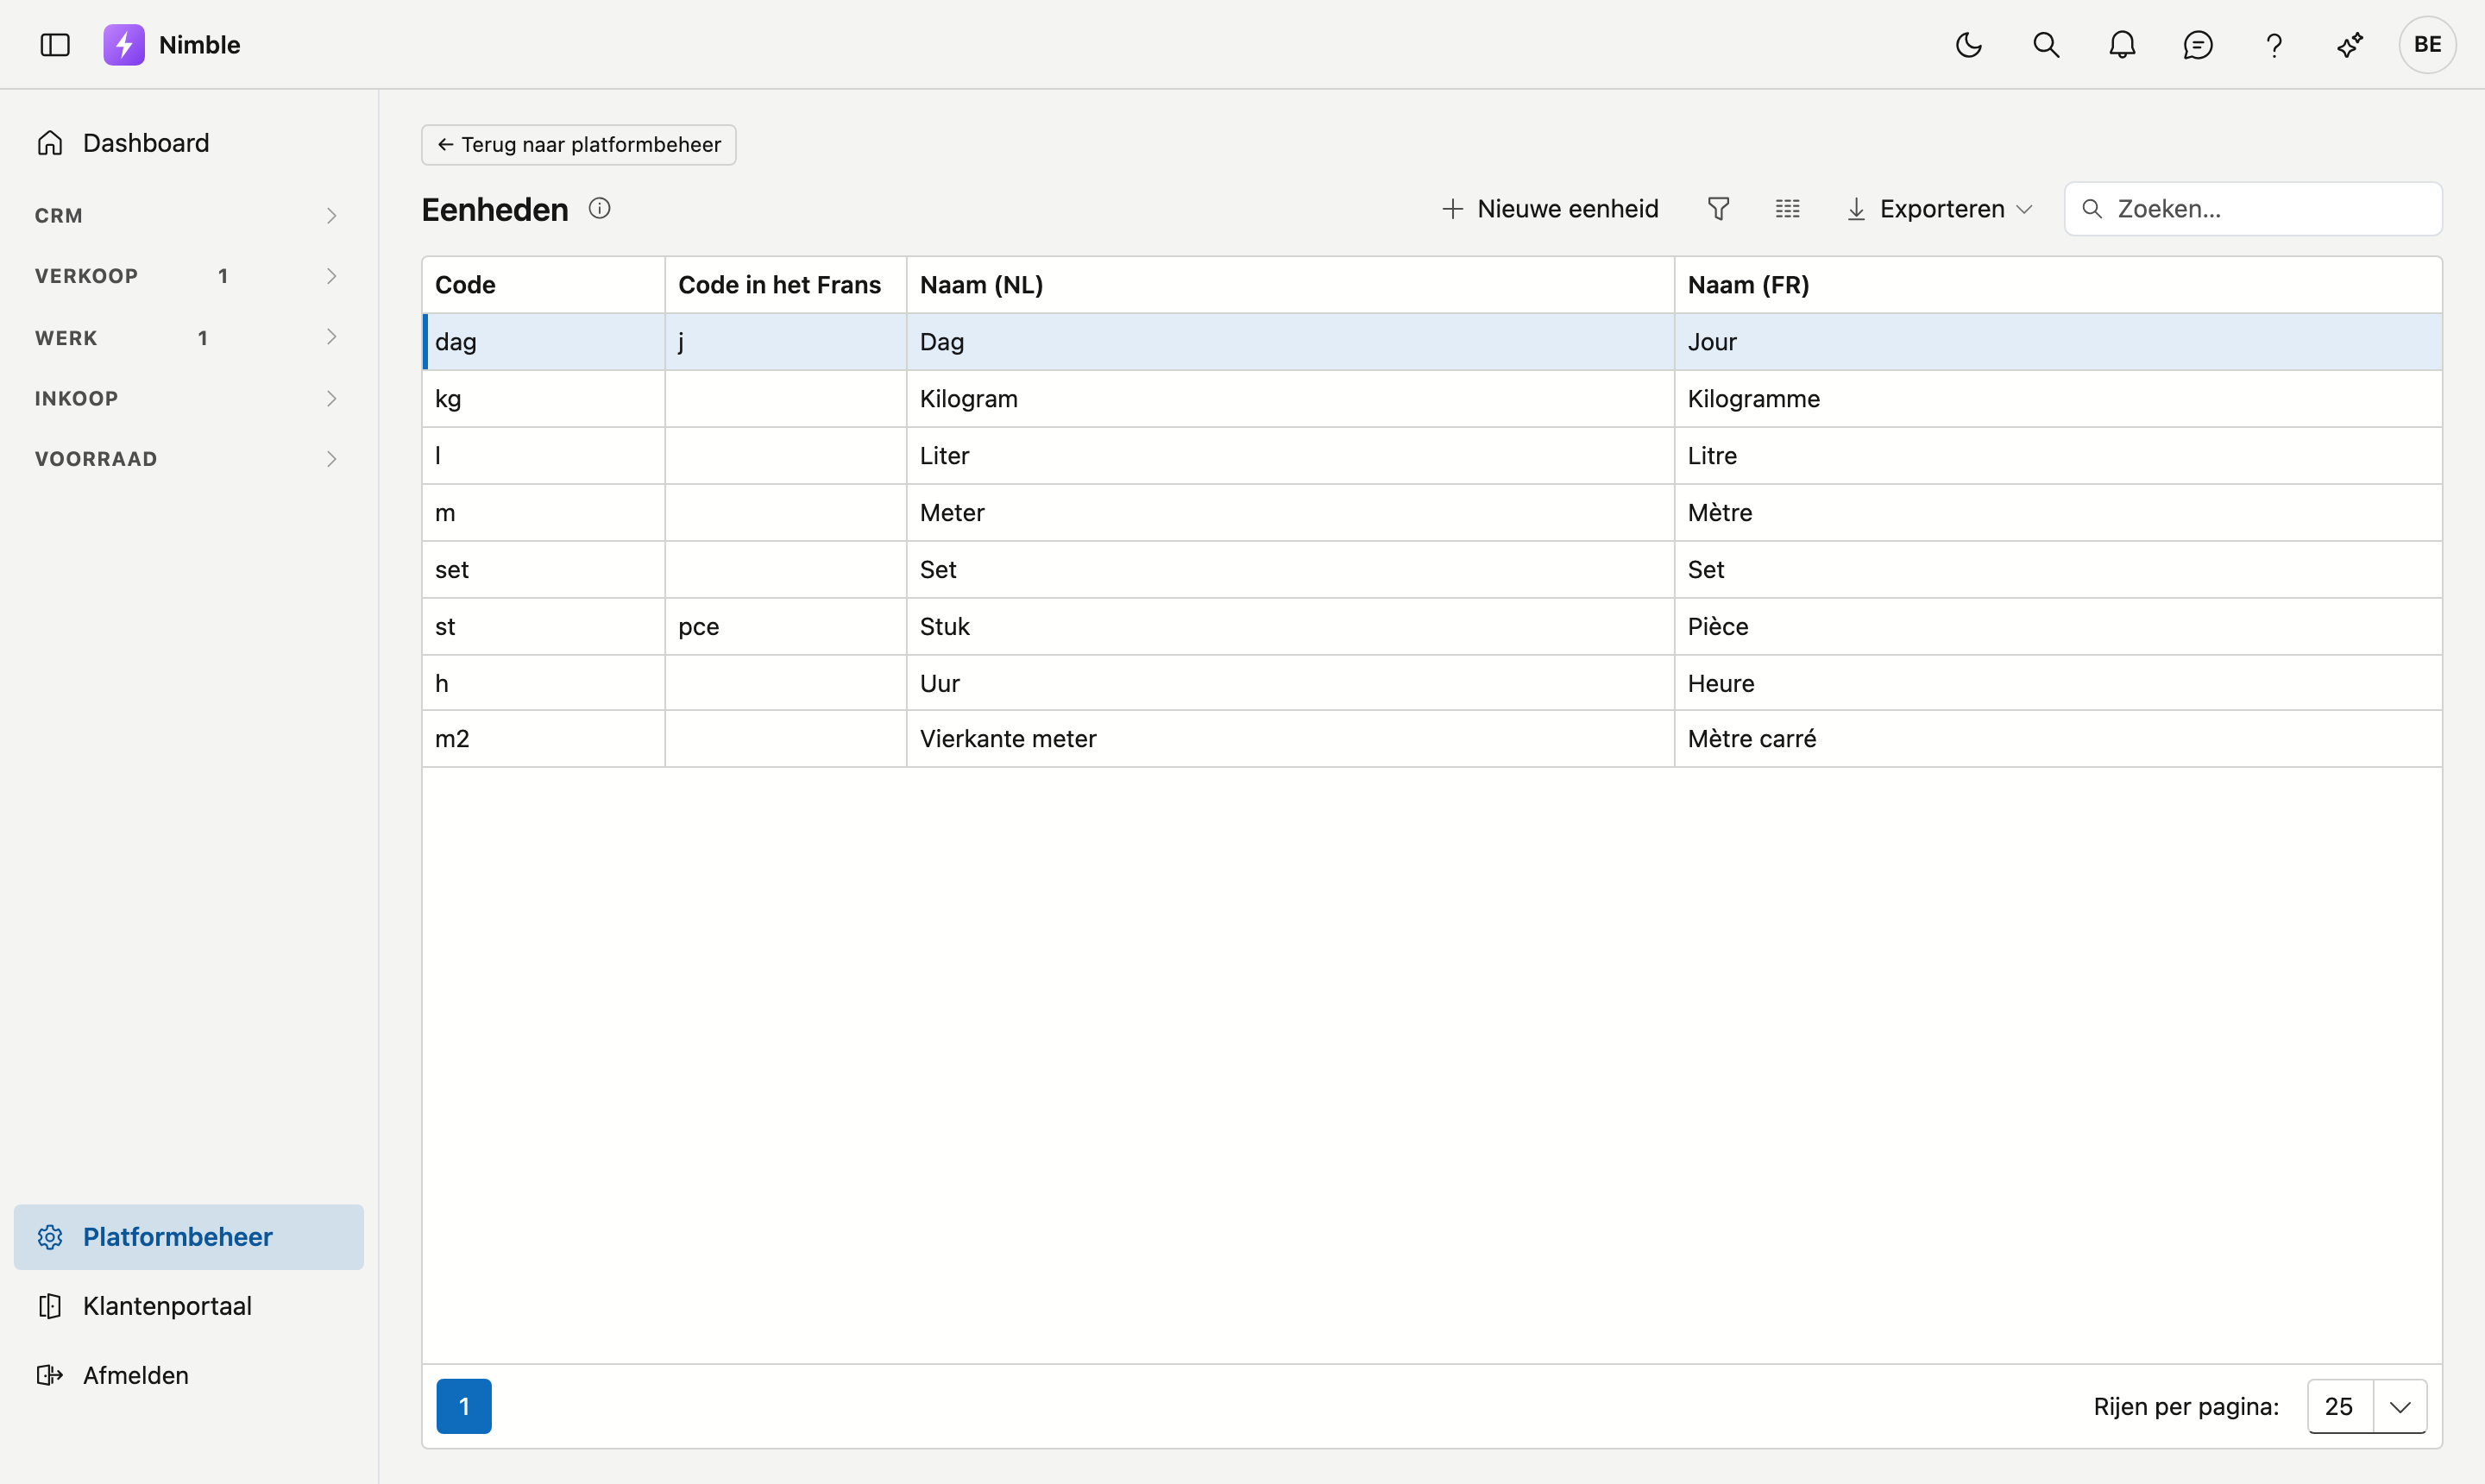 Nimble
BE
Dashboard
CRM
VERKOOP 1
WERK 1
INKOOP
VOORRAAD
Platformbeheer
Klantenportaal
Afmelden
← Terug naar platformbeheer
Eenheden
+ Nieuwe eenheid
Exporteren
Zoeken...
Code Code in het Frans Naam (NL) Naam (FR)
dag j Dag Jour
kg Kilogram Kilogramme
l Liter Litre
m Meter Mètre
set Set Set
st pce Stuk Pièce
h Uur Heure
m2 Vierkante meter Mètre carré
1
Rijen per pagina: 25